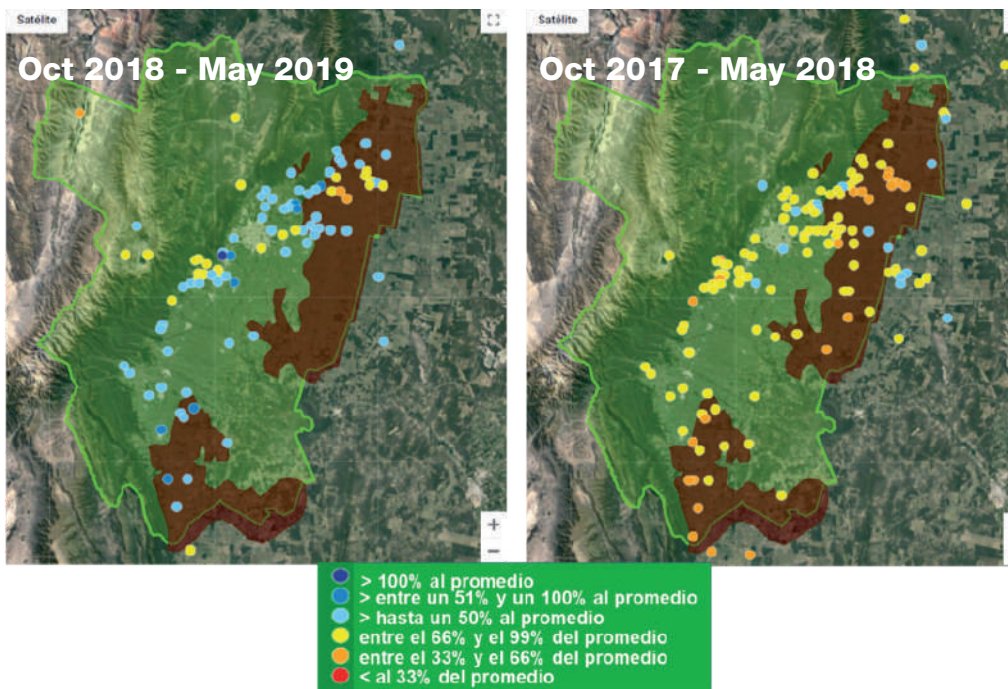 Satélite
Oct 2018 - May 2019
Satélite
Oct 2017 - May 2018
+
−
> 100% al promedio
> entre un 51% y un 100% al promedio
> hasta un 50% al promedio
entre el 66% y el 99% del promedio
entre el 33% y el 66% del promedio
< al 33% del promedio